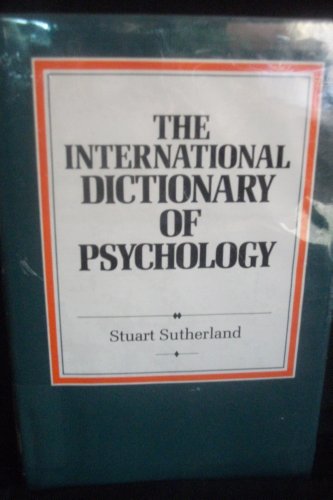 THE
INTERNATIONAL
DICTIONARY
OF
PSYCHOLOGY
Stuart Sutherland